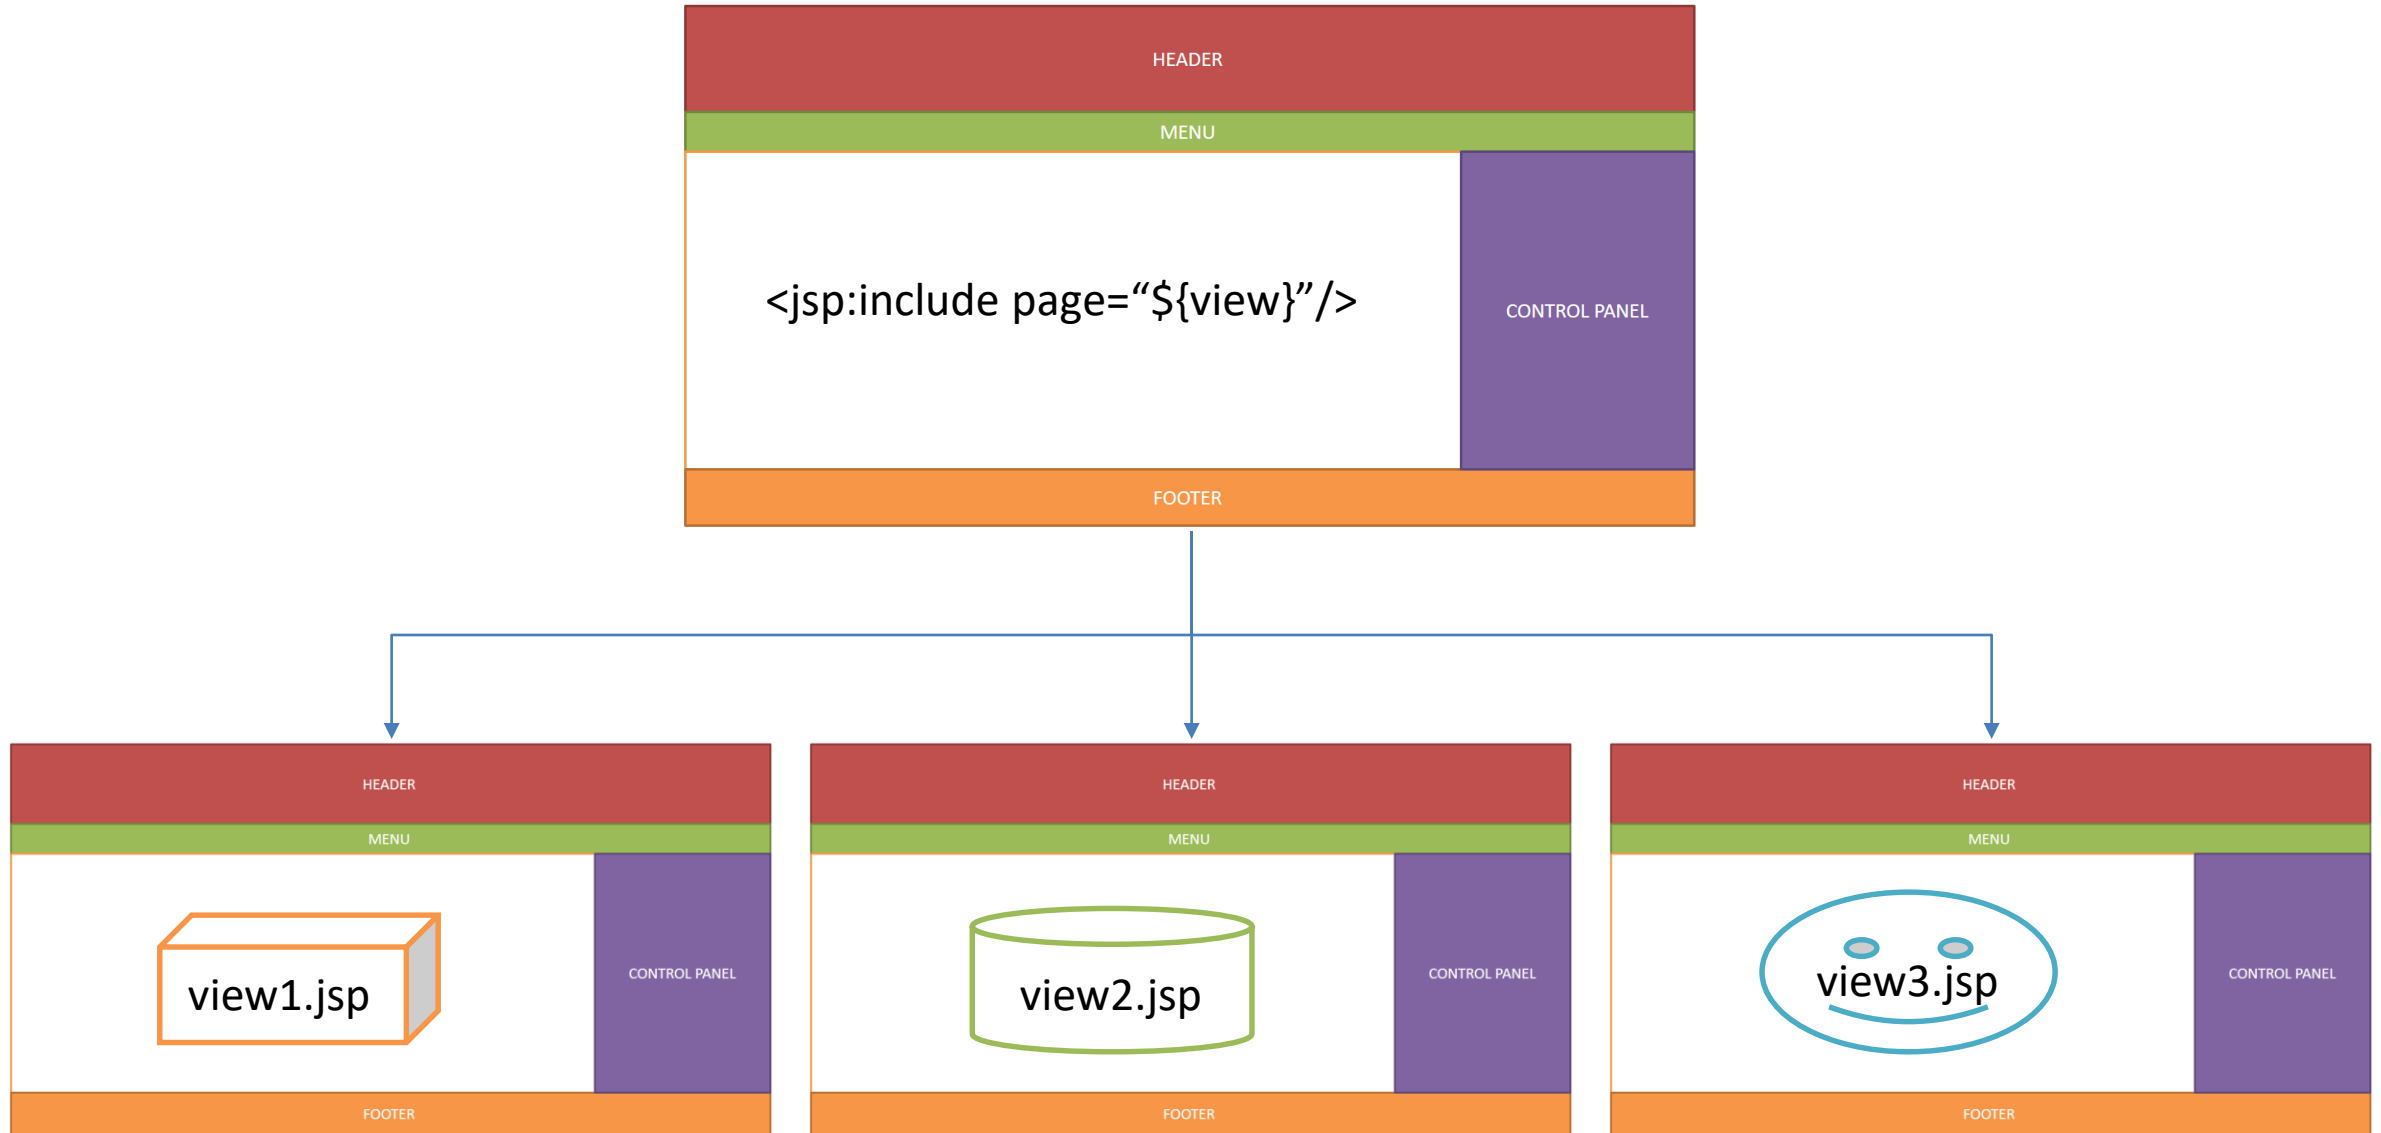 HEADER
MENU
<jsp:include page=“${view}”/>
CONTROL PANEL
FOOTER
HEADER
MENU
view1.jsp
CONTROL PANEL
FOOTER
HEADER
MENU
view2.jsp
CONTROL PANEL
FOOTER
HEADER
MENU
view3.jsp
CONTROL PANEL
FOOTER